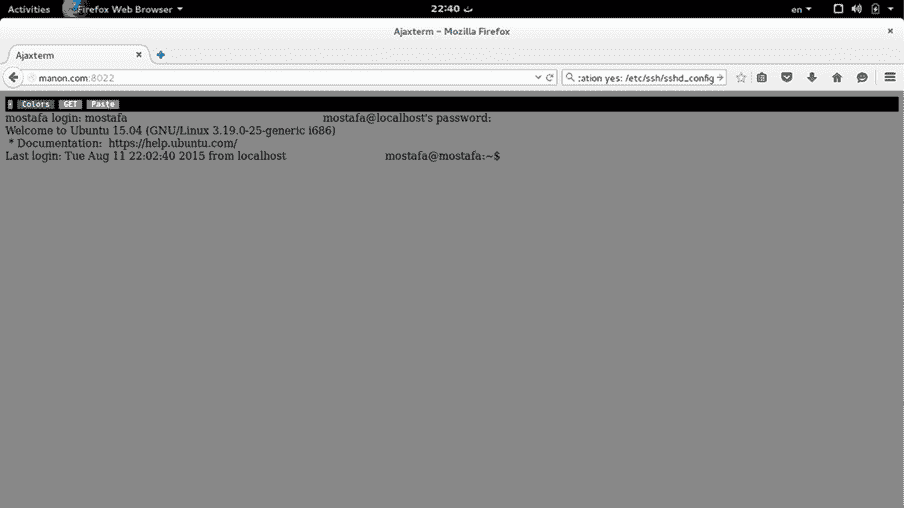 Activities Firefox Web Browser 22:40 ث en
Ajaxterm - Mozilla Firefox
Ajaxterm
manon.com:8022 :ation yes: /etc/ssh/sshd_config
Colors GET Paste
mostafa login: mostafa mostafa@localhost's password:
Welcome to Ubuntu 15.04 (GNU/Linux 3.19.0-25-generic i686)
* Documentation: https://help.ubuntu.com/
Last login: Tue Aug 11 22:02:40 2015 from localhost mostafa@mostafa:~$